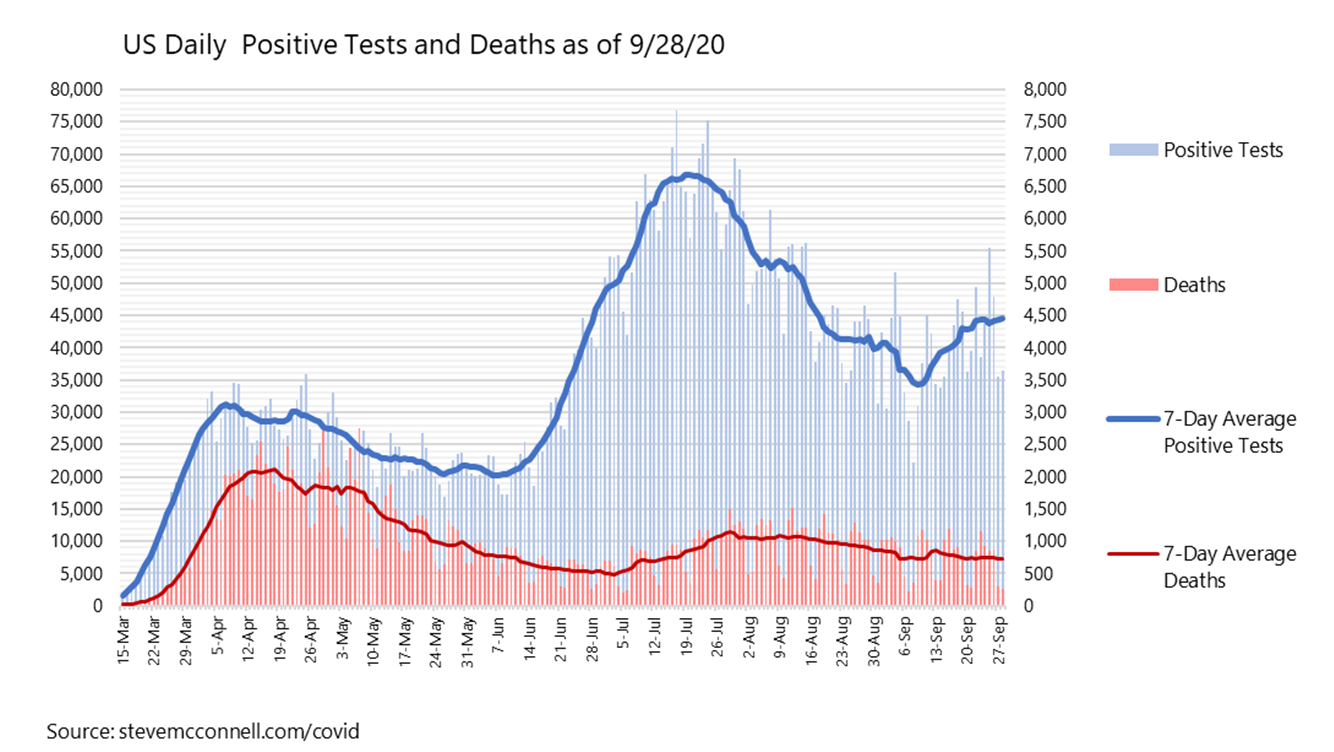 US Daily  Positive Tests and Deaths as of 9/28/20
80,000
75,000
70,000
65,000
60,000
55,000
50,000
45,000
40,000
35,000
30,000
25,000
20,000
15,000
10,000
5,000
0
8,000
7,500
7,000
6,500
6,000
5,500
5,000
4,500
4,000
3,500
3,000
2,500
2,000
1,500
1,000
500
0
15-Mar
22-Mar
29-Mar
5-Apr
12-Apr
19-Apr
26-Apr
3-May
10-May
17-May
24-May
31-May
7-Jun
14-Jun
21-Jun
28-Jun
5-Jul
12-Jul
19-Jul
26-Jul
2-Aug
9-Aug
16-Aug
23-Aug
30-Aug
6-Sep
13-Sep
20-Sep
27-Sep
Positive Tests
Deaths
7-Day Average
Positive Tests
7-Day Average
Deaths
Source: stevemcconnell.com/covid